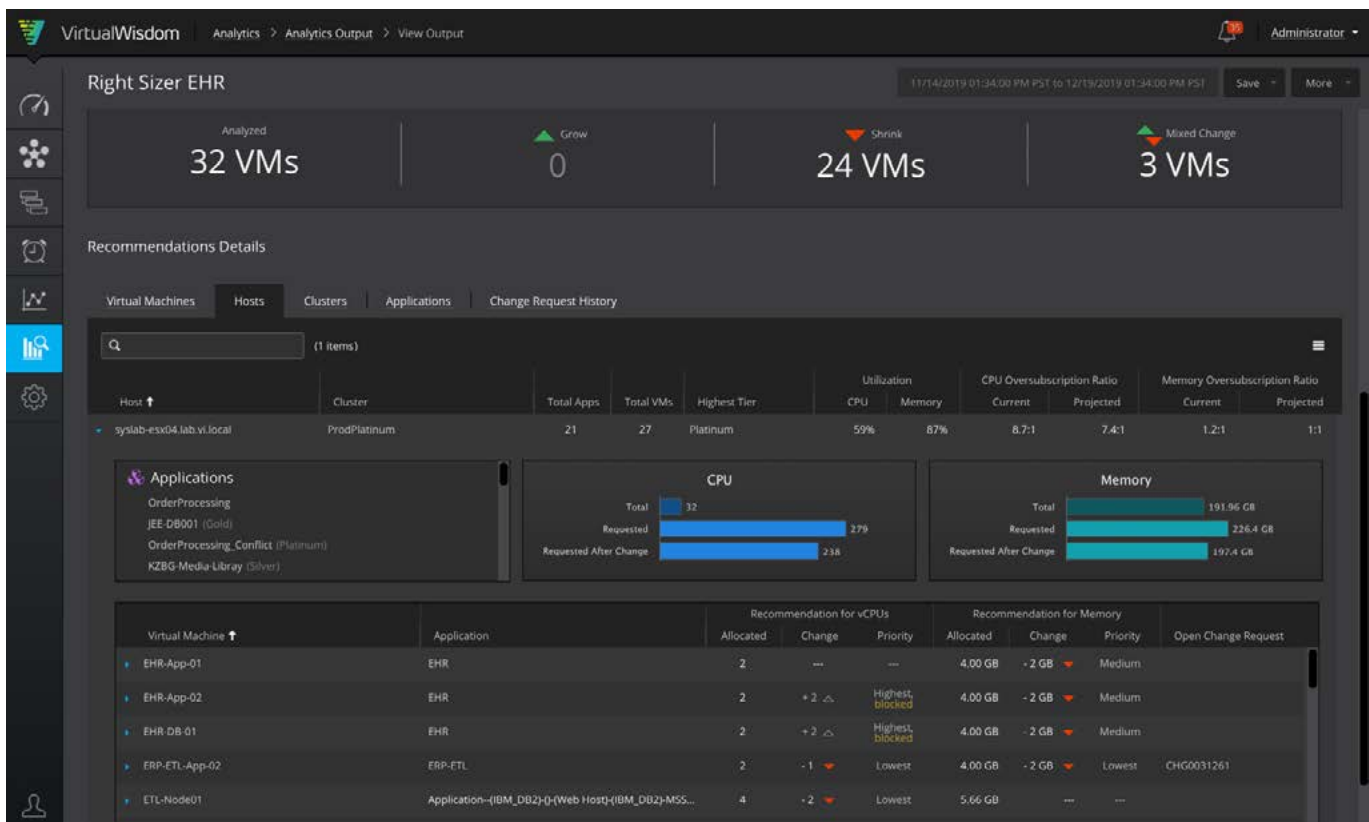 VirtualWisdom Analytics > Analytics Output > View Output 35 Administrator
Right Sizer EHR 11/14/2019 01:34:00 PM PST to 12/19/2019 01:34:00 PM PST Save More
Analyzed Grow Shrink Mixed Change
32 VMs 0 24 VMs 3 VMs
Recommendations Details
Virtual Machines Hosts Clusters Applications Change Request History
(1 items)
Utilization CPU Oversubscription Ratio Memory Oversubscription Ratio
Host Cluster Total Apps Total VMs Highest Tier CPU Memory Current Projected Current Projected
syslab-esx04.lab.vi.local ProdPlatinum 21 27 Platinum 59% 87% 8.7:1 7.4:1 1.2:1 1:1
Applications
OrderProcessing
JEE-DB001 (Gold)
OrderProcessing_Conflict (Platinum)
KZBG-Media-Libray (Silver)
CPU
Total 32
Requested 279
Requested After Change 238
Memory
Total 191.96 GB
Requested 226.4 GB
Requested After Change 197.4 GB
Recommendation for vCPUs Recommendation for Memory
Virtual Machine Application Allocated Change Priority Allocated Change Priority Open Change Request
EHR-App-01 EHR 2 --- --- 4.00 GB - 2 GB Medium
EHR-App-02 EHR 2 + 2 Highest, blocked 4.00 GB - 2 GB Medium
EHR-DB-01 EHR 2 + 2 Highest, blocked 4.00 GB - 2 GB Medium
ERP-ETL-App-02 ERP-ETL 2 - 1 Lowest 4.00 GB - 2 GB Lowest CHG0031261
ETL-Node01 Application--(IBM_DB2)-()-(Web Host)-(IBM_DB2)-MSS... 4 - 2 Lowest 5.66 GB --- ---